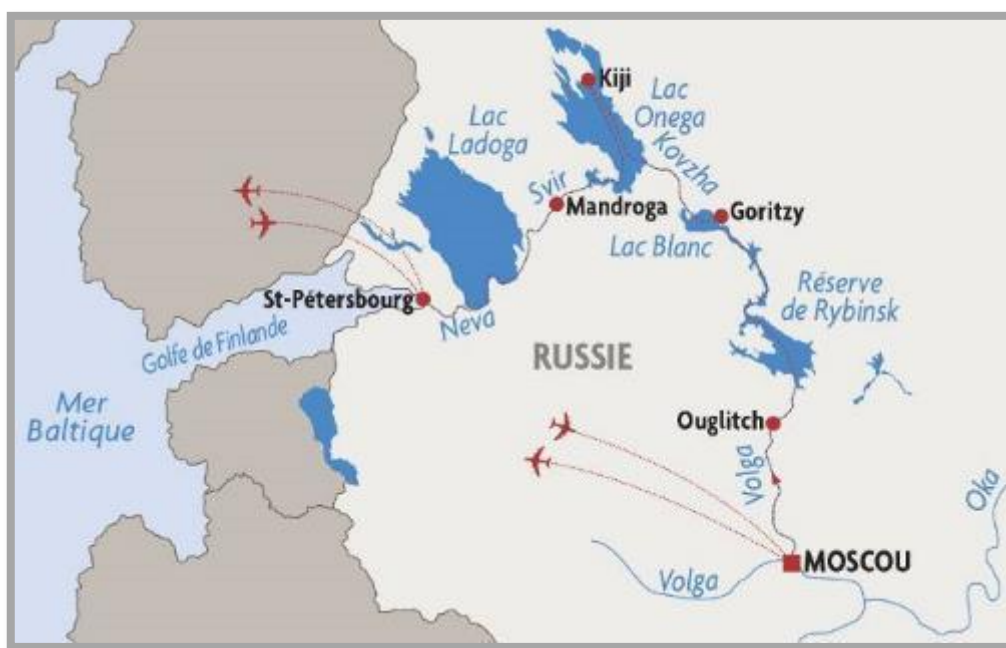 Kiji
Lac
Onega
Lac
Ladoga
Kovzha
Svir
Mandroga
Goritzy
Lac Blanc
St-Pétersbourg
Neva
Réserve
de Rybinsk
Golfe de Finlande
RUSSIE
Mer
Baltique
Ouglitch
Volga
Oka
MOSCOU
Volga